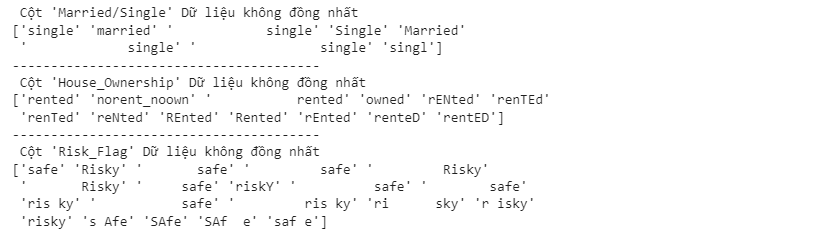 Cột 'Married/Single' Dữ liệu không đồng nhất
['single' 'married' '            single' 'Single' 'Married'
 '             single' '                single' 'singl']
----------------------------------------
Cột 'House_Ownership' Dữ liệu không đồng nhất
['rented' 'norent_noown' '           rented' 'owned' 'rENted' 'renTEd'
 'renTed' 'reNted' 'REnted' 'Rented' 'rEnted' 'renteD' 'rentED']
----------------------------------------
Cột 'Risk_Flag' Dữ liệu không đồng nhất
['safe' 'Risky' '       safe' '         safe' '         Risky'
 '       Risky' '     safe' 'riskY' '          safe' '        safe'
 'ris ky' '           safe' '         ris ky' 'ri      sky' 'r isky'
 'risky' 's Afe' 'SAfe' 'SAf  e' 'saf e']